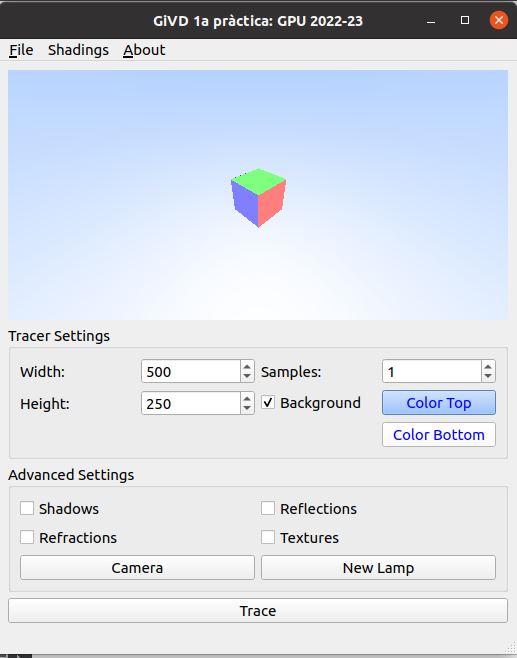 GiVD 1a pràctica: GPU 2022-23
File Shadings About
Tracer Settings
Width: 500 Samples: 1
Height: 250 Background Color Top
Color Bottom
Advanced Settings
Shadows Reflections
Refractions Textures
Camera New Lamp
Trace